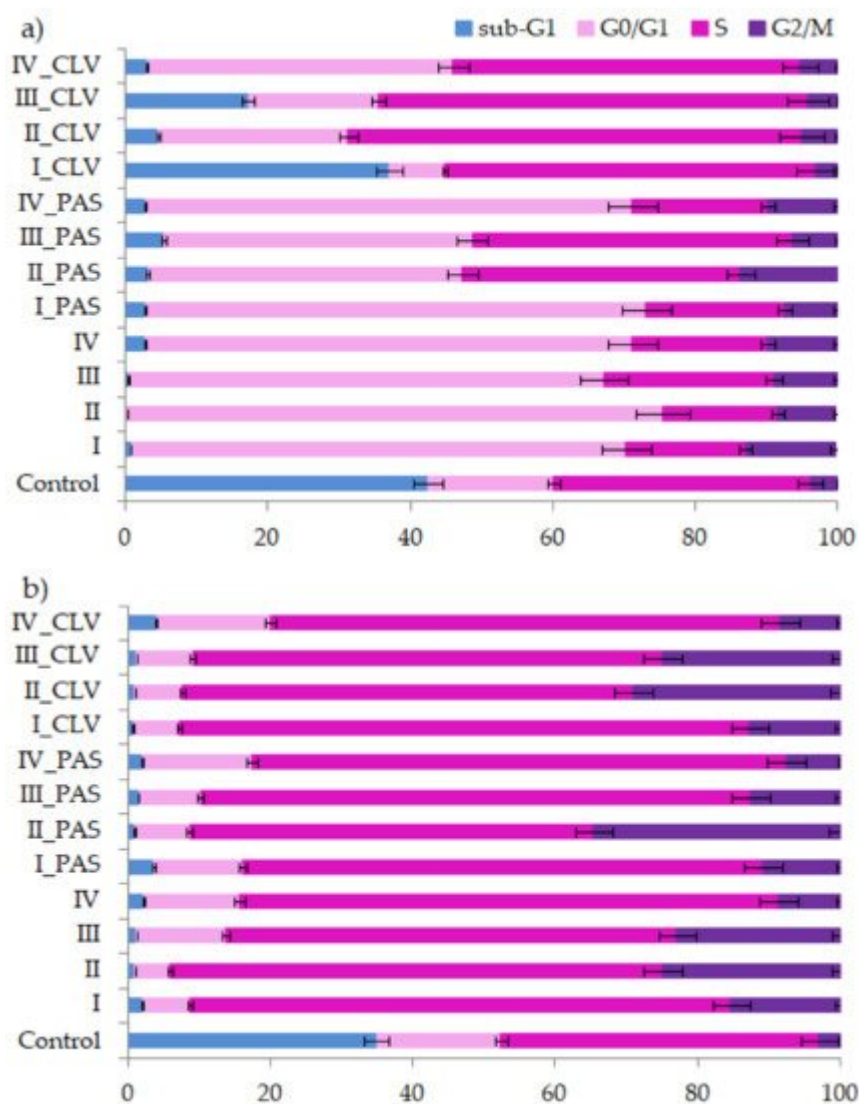 a)
sub-G1 G0/G1 S G2/M
IV_CLV
III_CLV
II_CLV
I_CLV
IV_PAS
III_PAS
II_PAS
I_PAS
IV
III
II
I
Control
0 20 40 60 80 100
b)
IV_CLV
III_CLV
II_CLV
I_CLV
IV_PAS
III_PAS
II_PAS
I_PAS
IV
III
II
I
Control
0 20 40 60 80 100